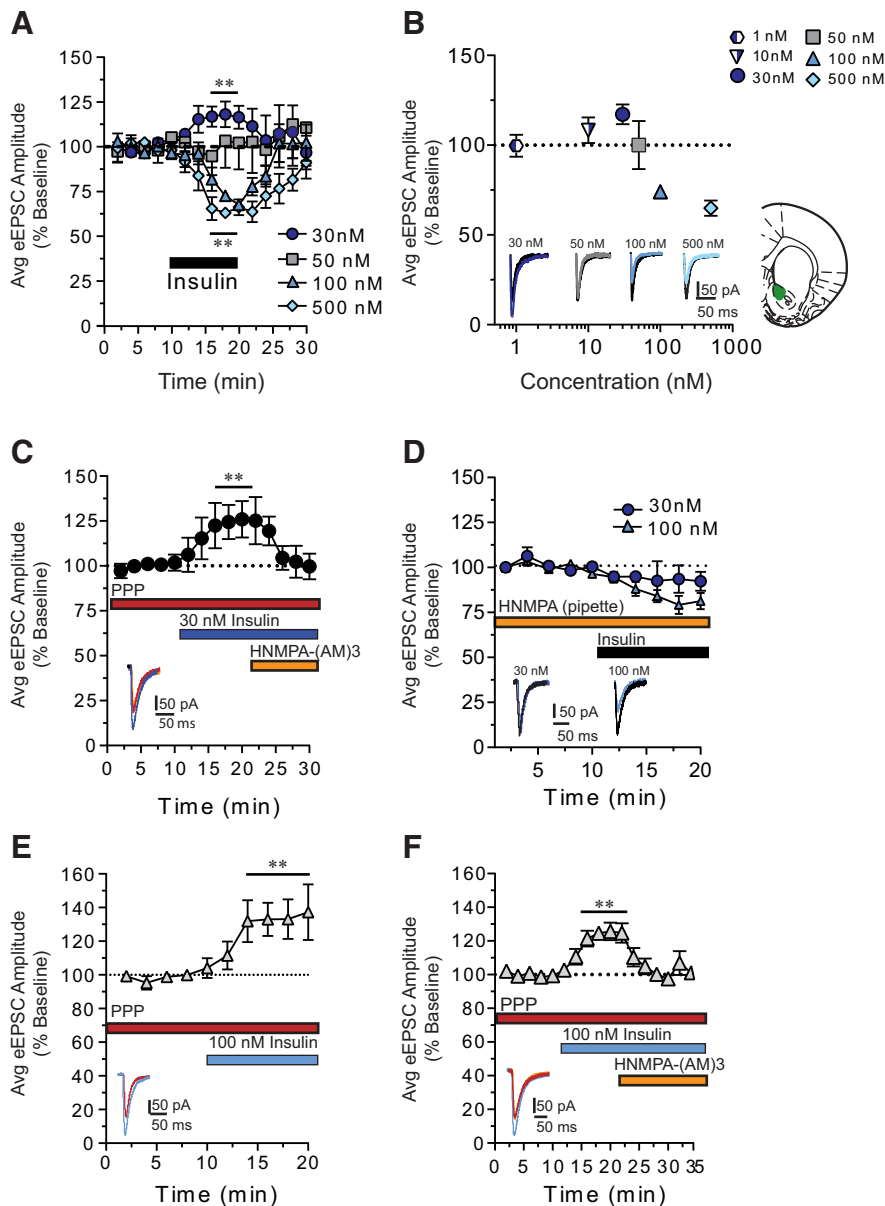 A
Avg eEPSC Amplitude
(% Baseline)
150
125
100
75
50
25
0
**
**
Insulin
30nM
50 nM
100 nM
500 nM
0 5 10 15 20 25 30
Time (min)
B
Avg eEPSC Amplitude
(% Baseline)
150
100
50
0
1 nM
10nM
30nM
50 nM
100 nM
500 nM
30 nM
50 nM
100 nM
500 nM
50 pA
50 ms
1 10 100 1000
Concentration (nM)
C
Avg eEPSC Amplitude
(% Baseline)
150
125
100
75
50
25
0
**
PPP
30 nM Insulin
HNMPA-(AM)3
50 pA
50 ms
0 5 10 15 20 25 30
Time (min)
D
Avg eEPSC Amplitude
(% Baseline)
150
125
100
75
50
25
0
30nM
100 nM
HNMPA (pipette)
Insulin
30 nM
100 nM
50 pA
50 ms
5 10 15 20
Time (min)
E
Avg eEPSC Amplitude
(% Baseline)
160
140
120
100
80
60
40
20
0
**
PPP
100 nM Insulin
50 pA
50 ms
0 5 10 15 20
Time (min)
F
Avg eEPSC Amplitude
(% Baseline)
160
140
120
100
80
60
40
20
0
**
PPP
100 nM Insulin
HNMPA-(AM)3
50 pA
50 ms
0 5 10 15 20 25 30 35
Time (min)